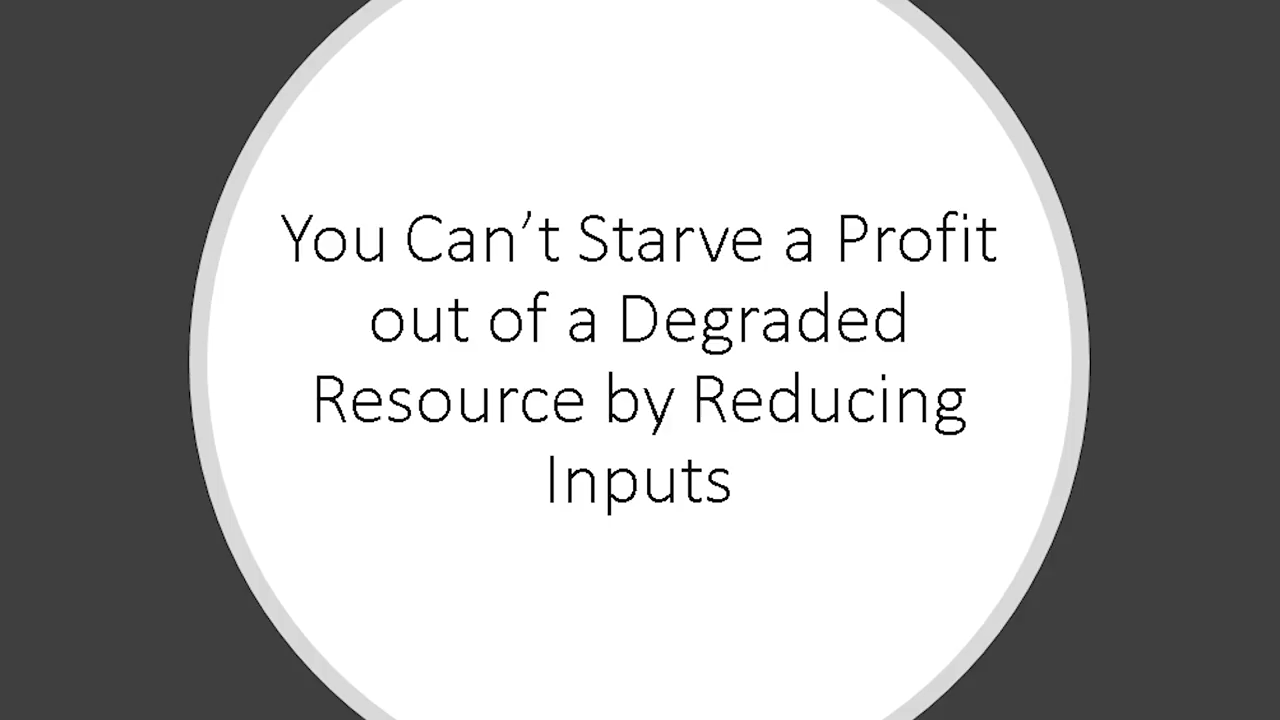 You Can’t Starve a Profit
out of a Degraded
Resource by Reducing
Inputs